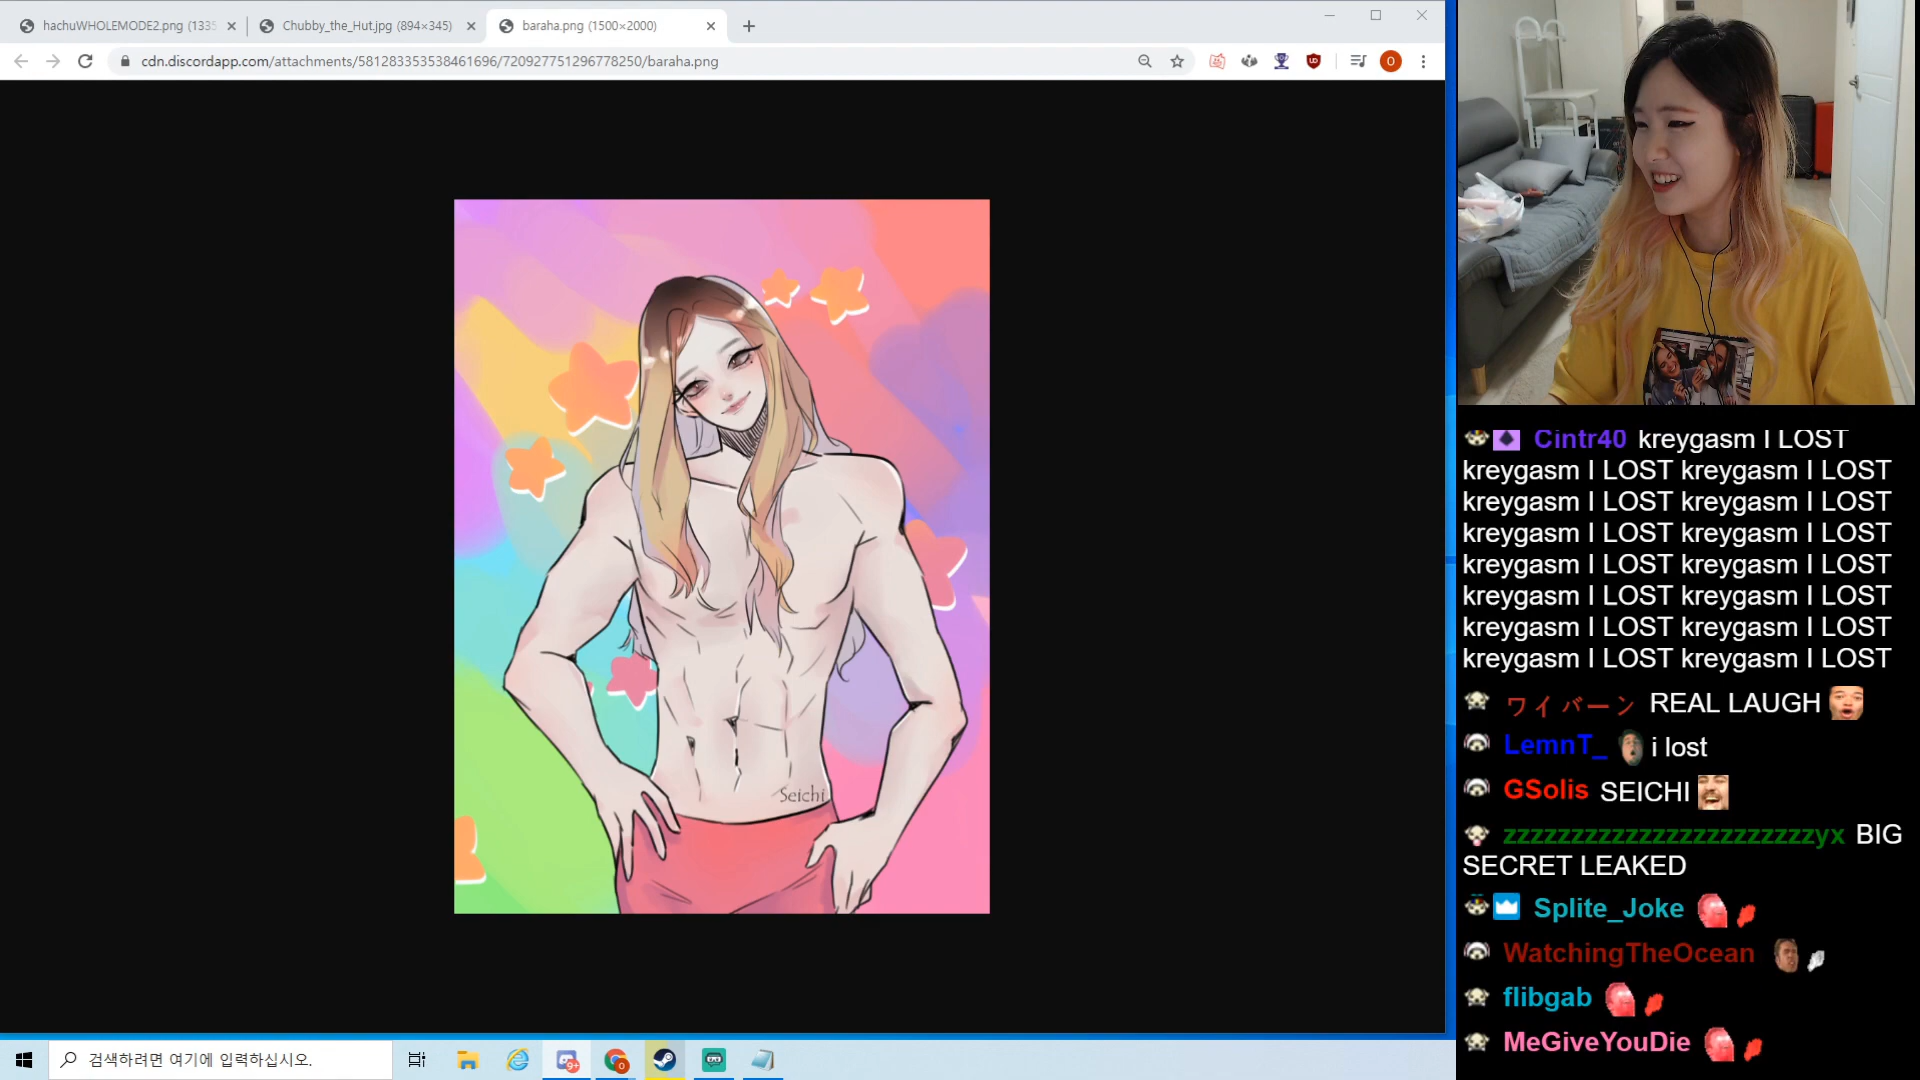 hachuWHOLEMODE2.png (1335
Chubby_the_Hut.jpg (894×345)
baraha.png (1500×2000)
cdn.discordapp.com/attachments/581283353538461696/720927751296778250/baraha.png
O
Seichi
Cintr40 kreygasm I LOST
kreygasm I LOST kreygasm I LOST
kreygasm I LOST kreygasm I LOST
kreygasm I LOST kreygasm I LOST
kreygasm I LOST kreygasm I LOST
kreygasm I LOST kreygasm I LOST
kreygasm I LOST kreygasm I LOST
kreygasm I LOST kreygasm I LOST
ワイバーン REAL LAUGH
LemnT_ i lost
GSolis SEICHI
zzzzzzzzzzzzzzzzzzzzzzzyx BIG
SECRET LEAKED
Splite_Joke
WatchingTheOcean
flibgab
MeGiveYouDie
검색하려면 여기에 입력하십시오.
9+